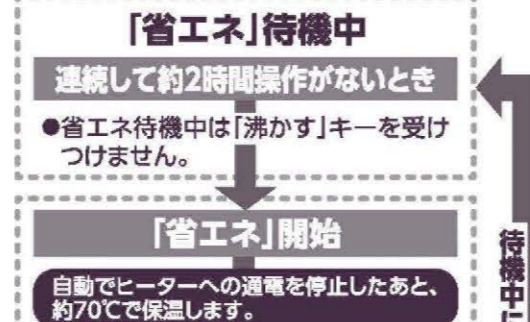 「省エネ」待機中
連続して約2時間操作がないとき
●省エネ待機中は「沸かす」キーを受け
つけません。
「省エネ」開始
自動でヒーターへの通電を停止したあと、
約70℃で保温します。
待機中に